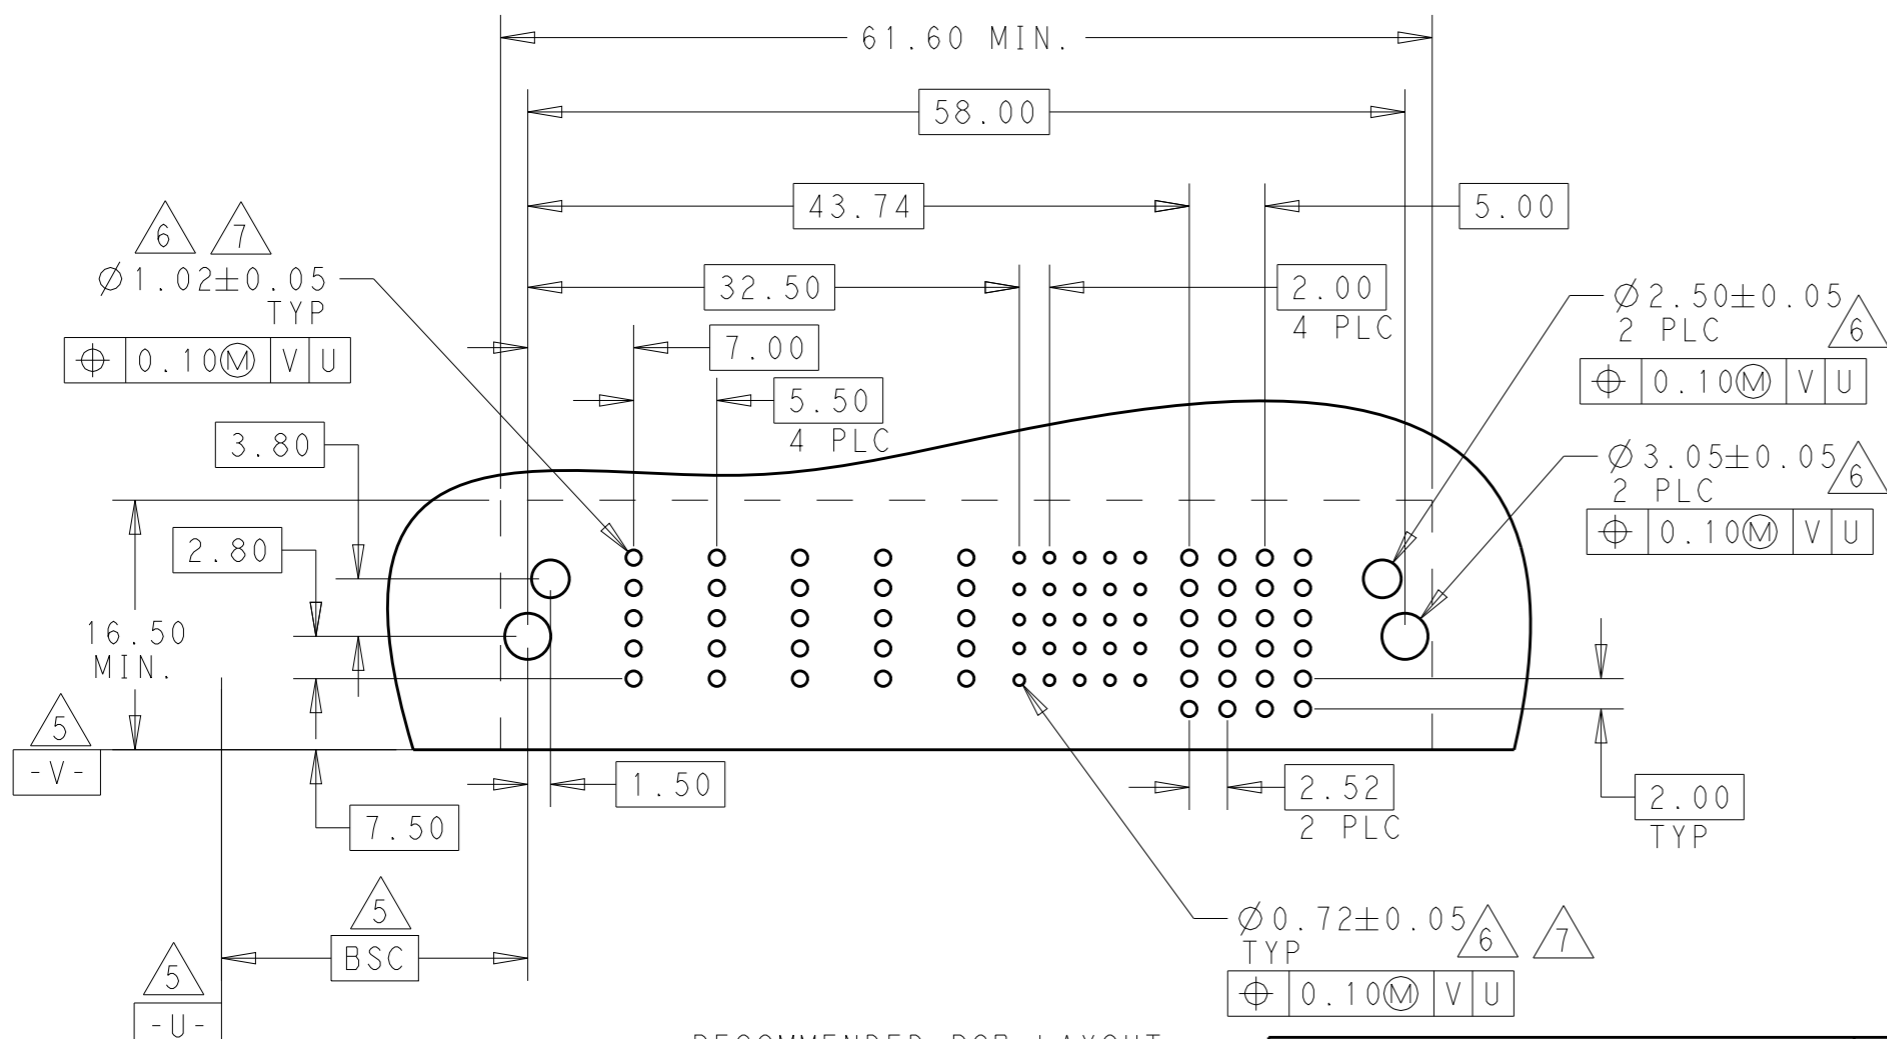 61.60 MIN.
58.00
43.74
5.00
6 7
Ø1.02±0.05
TYP
⌖ 0.10Ⓜ V U
32.50
2.00
4 PLC
7.00
5.50
4 PLC
Ø2.50±0.05 6
2 PLC
⌖ 0.10Ⓜ V U
3.80
Ø3.05±0.05 6
2 PLC
⌖ 0.10Ⓜ V U
2.80
16.50
MIN.
5
-V-
1.50
7.50
2.52
2 PLC
2.00
TYP
5
BSC
5
-U-
Ø0.72±0.05 6 7
TYP
⌖ 0.10Ⓜ V U
RECOMMENDED PCB LAYOUT